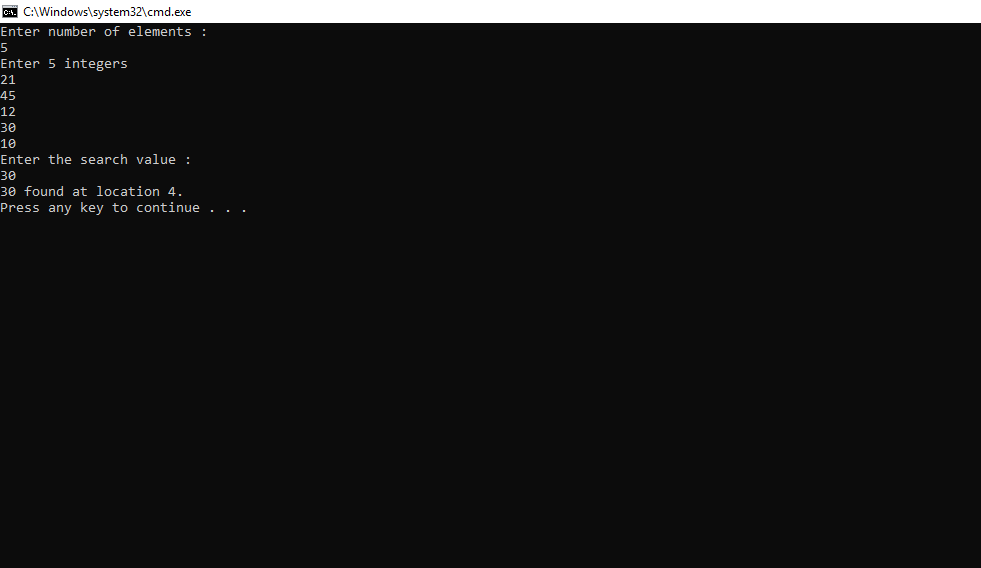 C:\Windows\system32\cmd.exe
Enter number of elements :
5
Enter 5 integers
21
45
12
30
10
Enter the search value :
30
30 found at location 4.
Press any key to continue . . .